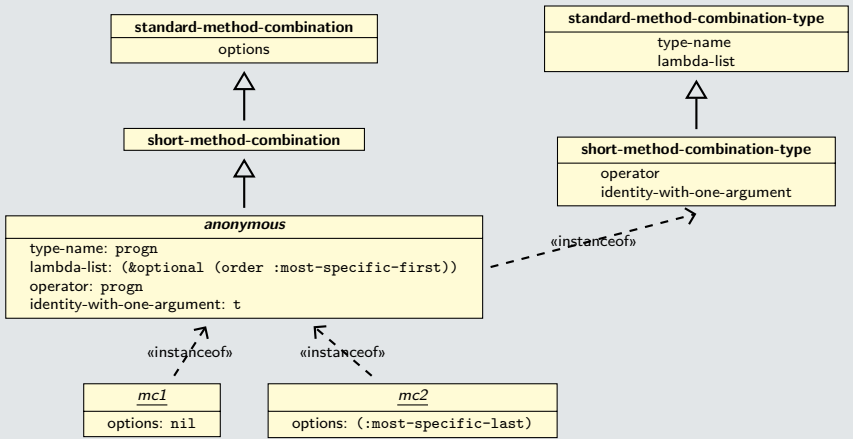 standard-method-combination
options
standard-method-combination-type
type-name
lambda-list
short-method-combination
short-method-combination-type
operator
identity-with-one-argument
anonymous
type-name: progn
lambda-list: (&optional (order :most-specific-first))
operator: progn
identity-with-one-argument: t
«instanceof»
«instanceof»
«instanceof»
mc1
options: nil
mc2
options: (:most-specific-last)